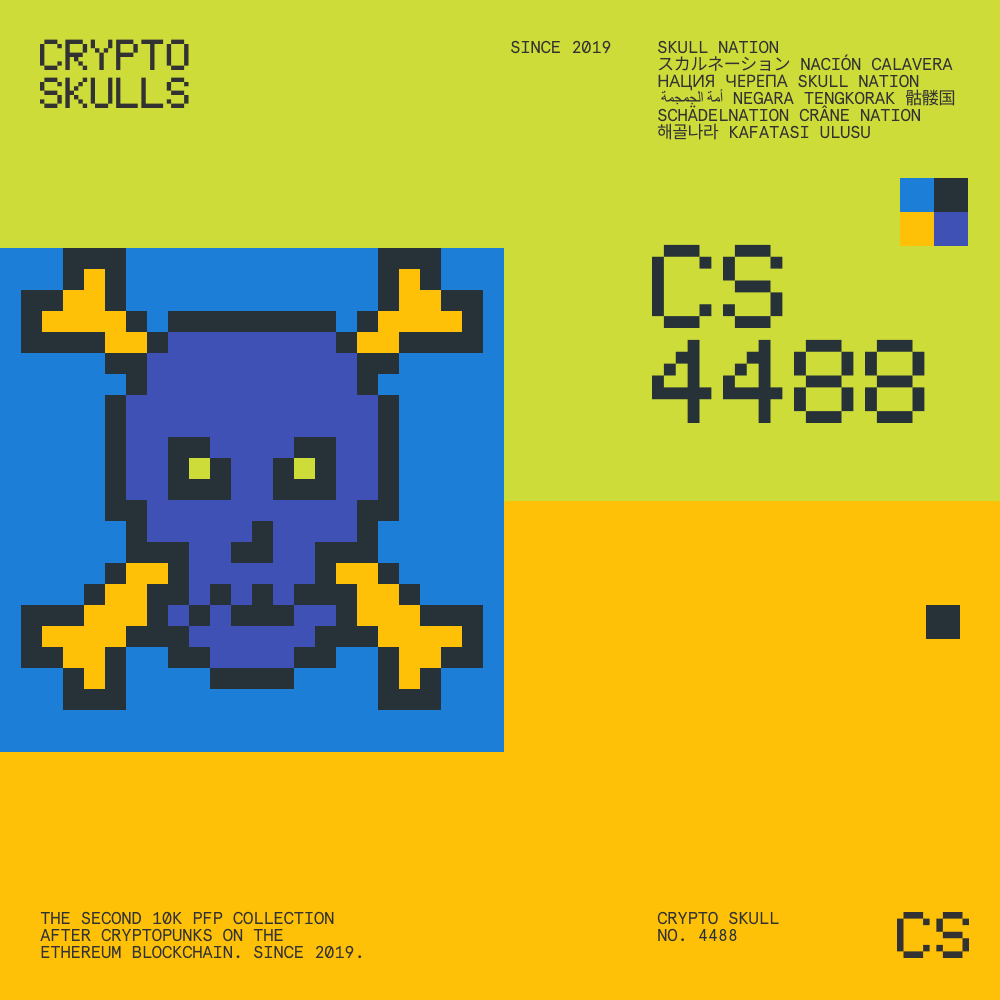 CRYPTO
SKULLS
SINCE 2019
SKULL NATION
スカルネーション NACIÓN CALAVERA
НАЦИЯ ЧЕРЕПА SKULL NATION
أمة الجمجمة NEGARA TENGKORAK 骷髅国
SCHÄDELNATION CRÂNE NATION
해골나라 KAFATASI ULUSU
CS
4488
THE SECOND 10K PFP COLLECTION
AFTER CRYPTOPUNKS ON THE
ETHEREUM BLOCKCHAIN. SINCE 2019.
CRYPTO SKULL
NO. 4488
CS